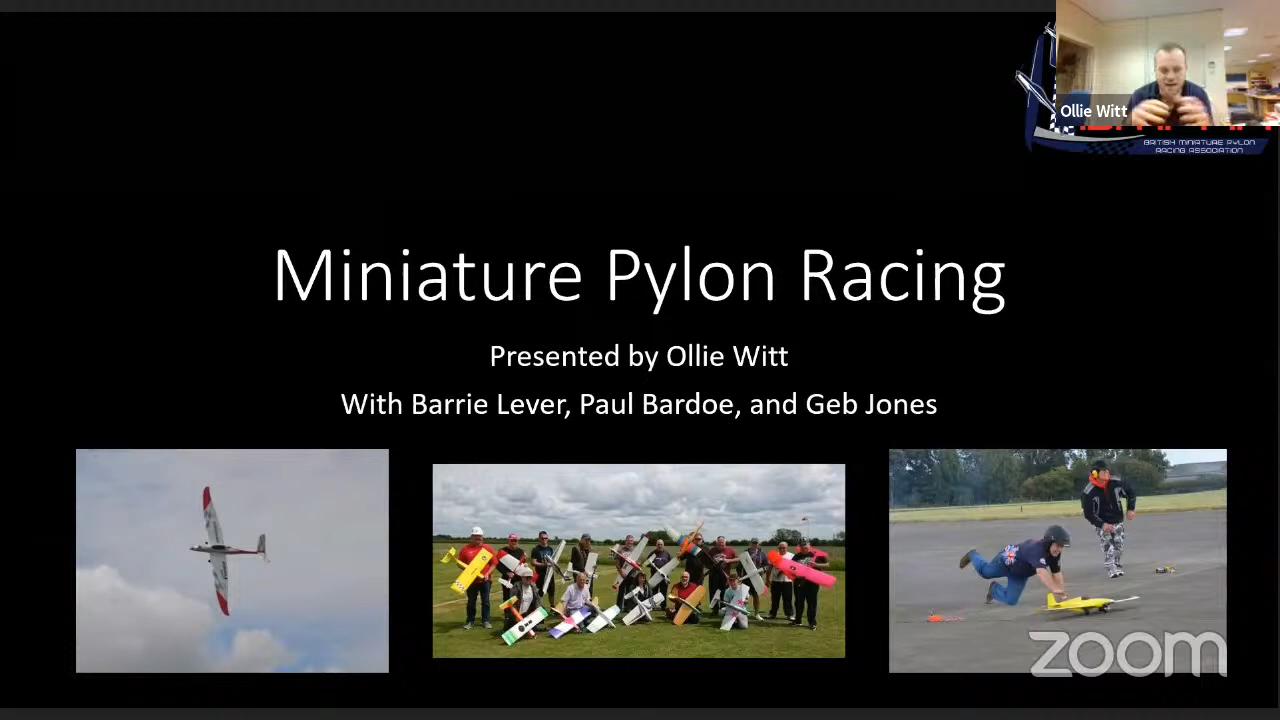 Ollie Witt
BRITISH MINIATURE PYLON
RACING ASSOCIATION
Miniature Pylon Racing
Presented by Ollie Witt
With Barrie Lever, Paul Bardoe, and Geb Jones
zoom